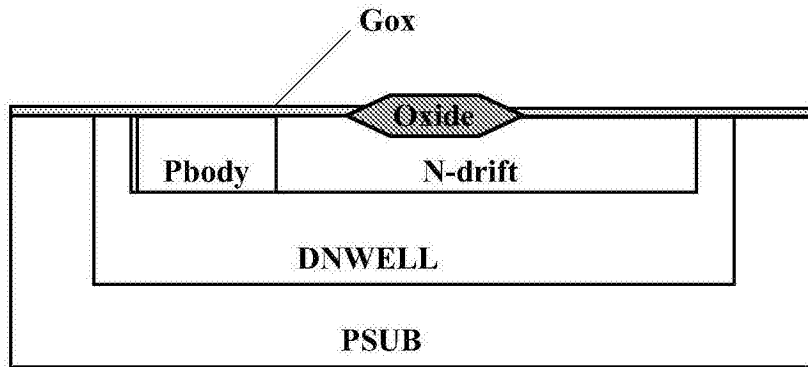 Gox
Oxide
Pbody
N-drift
DNWELL
PSUB